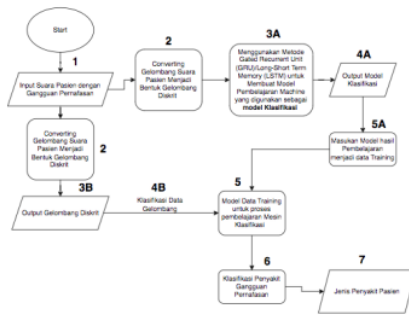 Start
1
Input Suara Pasien dengan
Gangguan Pernafasan
2
Converting
Gelombang Suara
Pasien Menjadi
Bentuk Gelombang
Diskrit
3A
Menggunakan Metode
Gated Recurrent Unit
(GRU)/Long-Short Term
Memory (LSTM) untuk
Membuat Model
Pembelajaran Machine
yang digunakan sebagai
model Klasifikasi
4A
Output Model
Klasifikasi
5A
Masukan Model hasil
Pembelajaran
menjadi data Training
Converting
Gelombang Suara
Pasien Menjadi
Bentuk Gelombang
Diskrit
2
3B
Output Gelombang Diskrit
4B
Klasifikasi Data
Gelombang
5
Model Data Training
untuk proses
pembelajaran Mesin
Klasifikasi
6
Klasifikasi Penyakit
Gangguan
Pernafasan
7
Jenis Penyakit Pasien